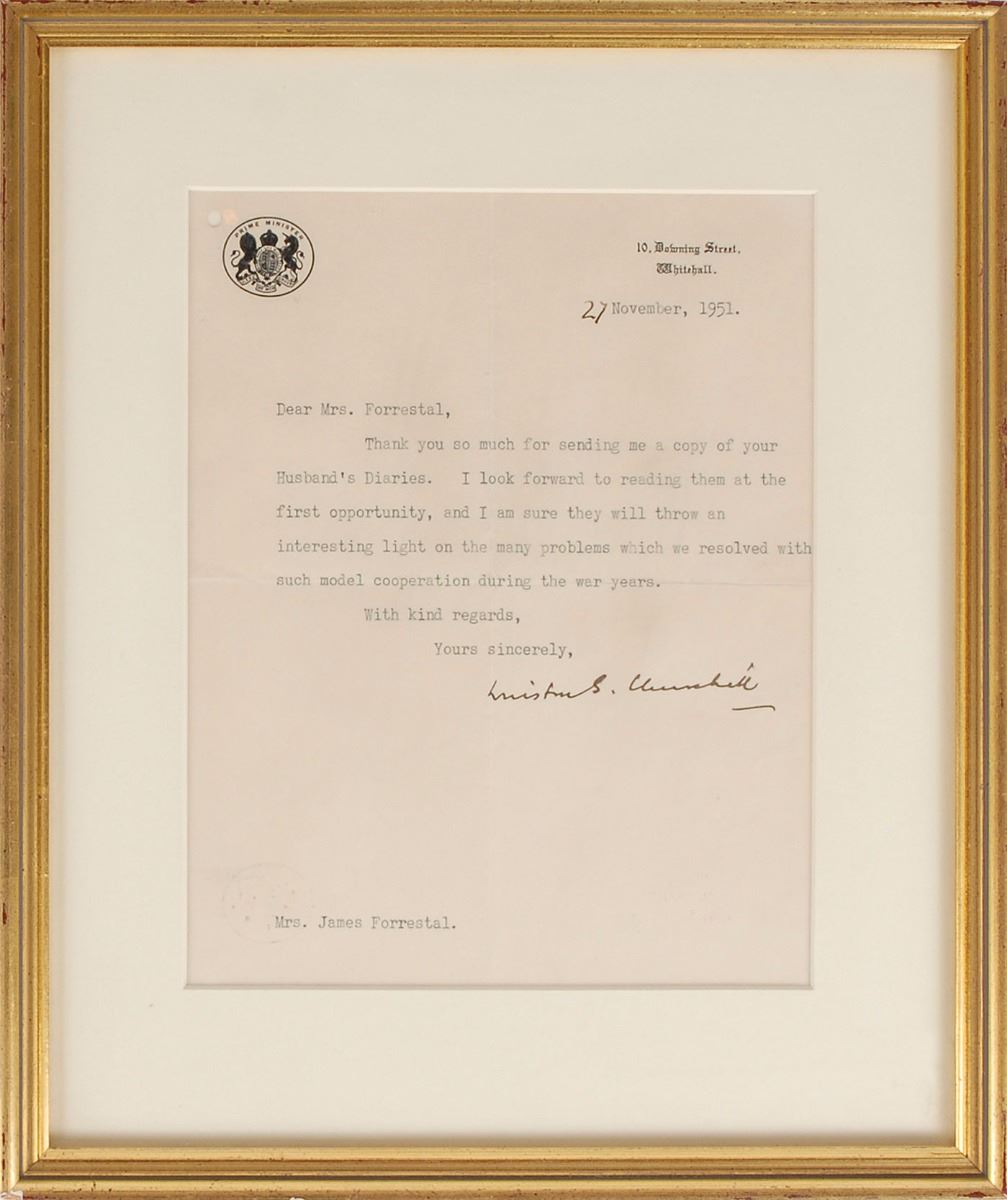 PRIME MINISTER
10, Downing Street,
Whitehall.
27 November, 1951.
Dear Mrs. Forrestal,
Thank you so much for sending me a copy of your
Husband's Diaries. I look forward to reading them at the
first opportunity, and I am sure they will throw an
interesting light on the many problems which we resolved with
such model cooperation during the war years.
With kind regards,
Yours sincerely,
Winston S. Churchill
Mrs. James Forrestal.